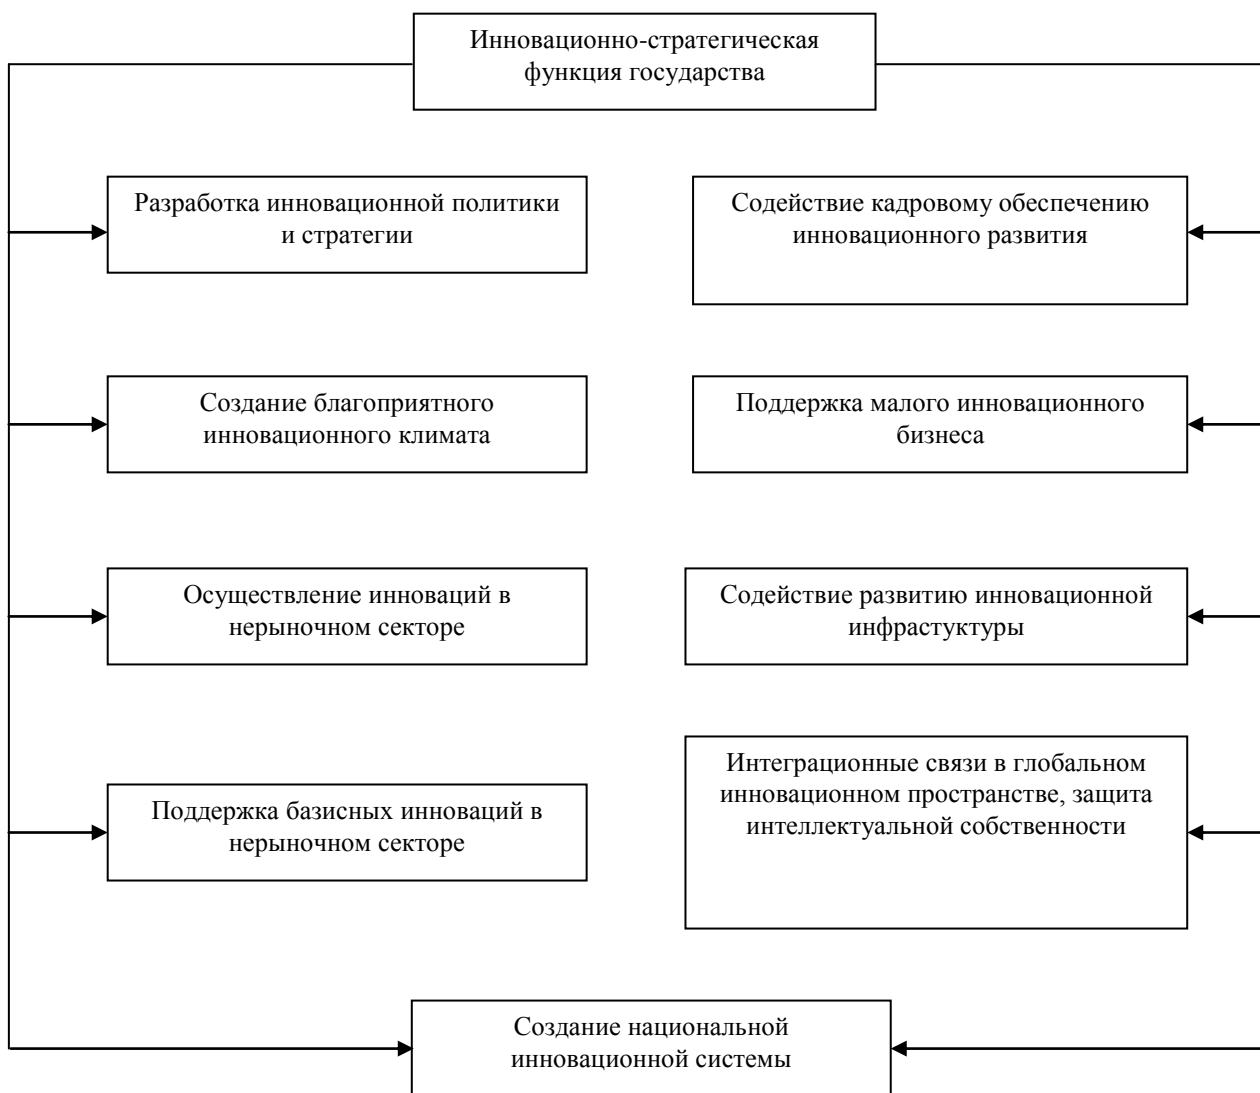 Инновационно-стратегическая
функция государства
Разработка инновационной политики
и стратегии
Содействие кадровому обеспечению
инновационного развития
Создание благоприятного
инновационного климата
Поддержка малого инновационного
бизнеса
Осуществление инноваций в
нерыночном секторе
Содействие развитию инновационной
инфрастуктуры
Поддержка базисных инноваций в
нерыночном секторе
Интеграционные связи в глобальном
инновационном пространстве, защита
интеллектуальной собственности
Создание национальной
инновационной системы